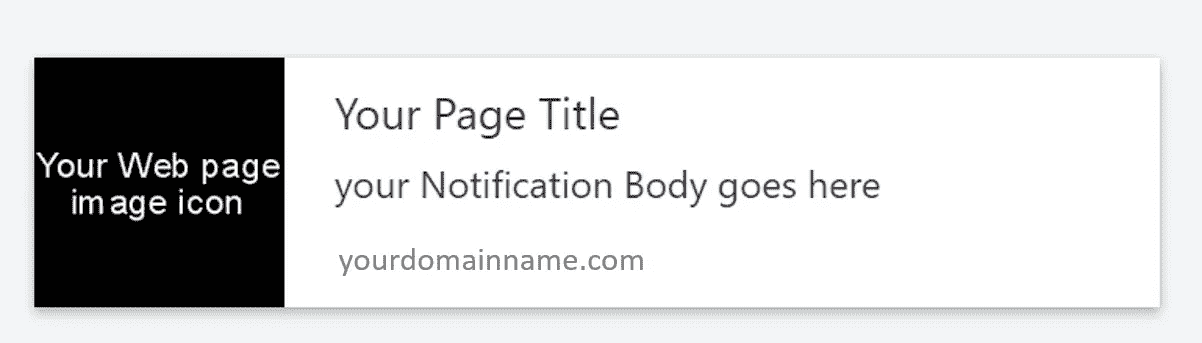 Your Web page
image icon
Your Page Title
your Notification Body goes here
yourdomainname.com